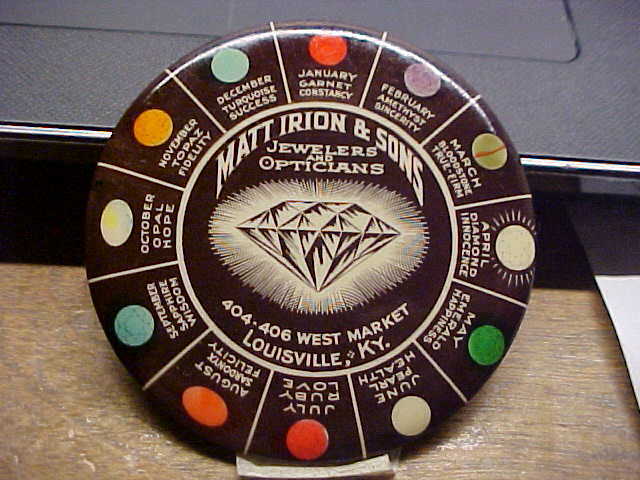 MATT IRION & SONS
JEWELERS
AND
OPTICIANS
404-406 WEST MARKET
LOUISVILLE, KY.
JANUARY
GARNET
CONSTANCY
FEBRUARY
AMETHYST
SINCERITY
MARCH
BLOODSTONE
TRUE-FIRM
APRIL
DIAMOND
INNOCENCE
MAY
EMERALD
HAPPINESS
JUNE
PEARL
HEALTH
JULY
RUBY
LOVE
AUGUST
SARDONYX
FELICITY
SEPTEMBER
SAPPHIRE
WISDOM
OCTOBER
OPAL
HOPE
NOVEMBER
TOPAZ
FIDELITY
DECEMBER
TURQUOISE
SUCCESS